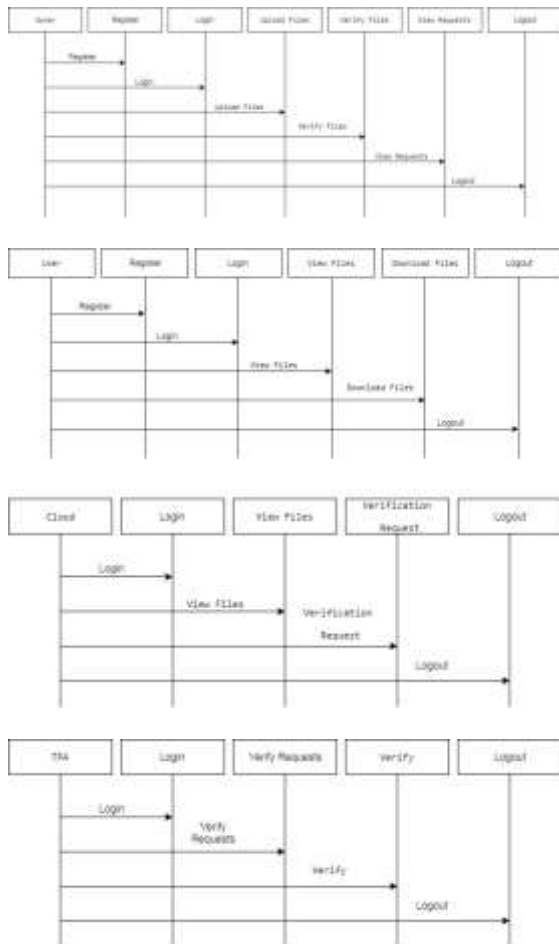 Owner
Register
Login
Upload Files
Verify Files
View Requests
Logout
Register
Login
Upload Files
Verify Files
View Requests
Logout
User
Register
Login
View Files
Download Files
Logout
Register
Login
View Files
Download Files
Logout
Cloud
Login
View Files
Verification
Request
Logout
Login
View Files
Verification
Request
Logout
TPA
Login
Verify Requests
Verify
Logout
Login
Verify
Requests
Verify
Logout